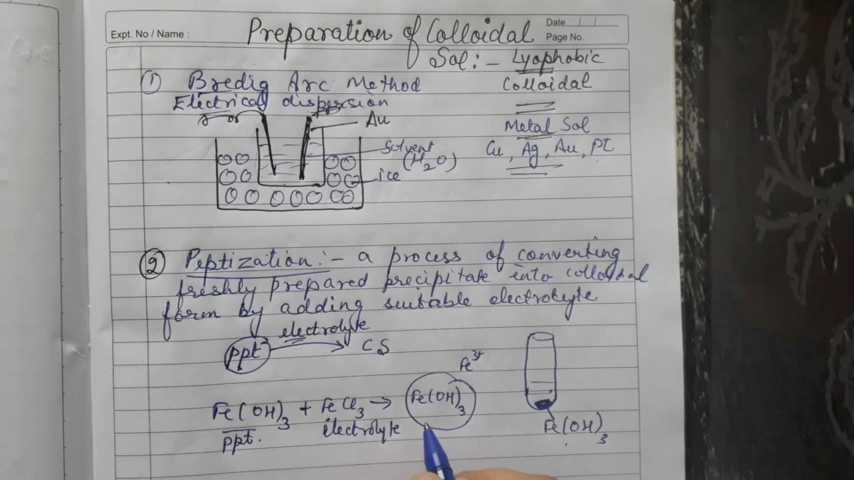 Expt. No / Name :
Preparation of Colloidal
Date / /
Page No.
Sol:- Lyophobic
Colloidal
① Bredig Arc Method
Electrical dispersion
Au
Metal Sol
Cu, Ag, Au, Pt
Solvent
(H2O)
ice
② Peptization:- a process of converting
freshly prepared precipitate into colloidal
form by adding suitable electrolyte
electrolyte
ppt → CS
Fe3+
Fe(OH)3 + FeCl3 → Fe(OH)3
ppt. electrolyte
Fe(OH)3